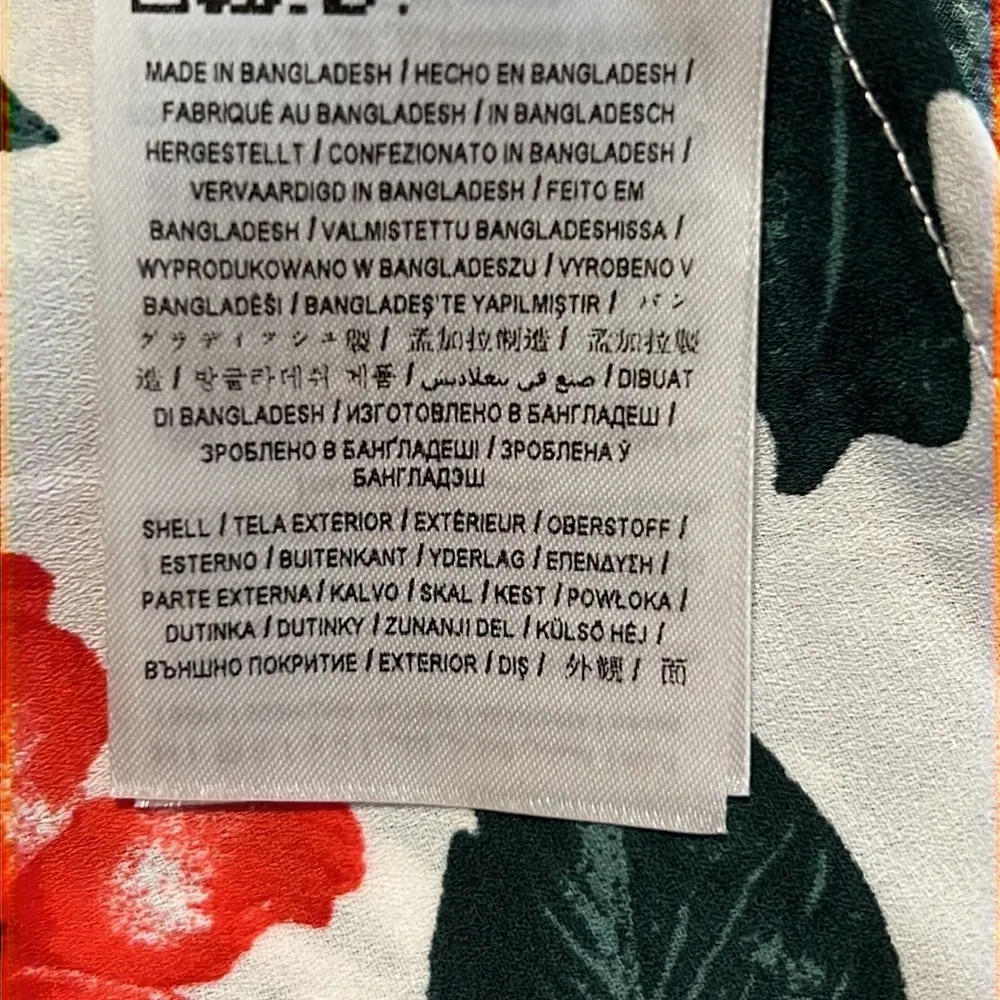 MADE IN BANGLADESH / HECHO EN BANGLADESH /
FABRIQUÉ AU BANGLADESH / IN BANGLADESCH
HERGESTELLT / CONFEZIONATO IN BANGLADESH /
VERVAARDIGD IN BANGLADESH / FEITO EM
BANGLADESH / VALMISTETTU BANGLADESHISSA /
WYPRODUKOWANO W BANGLADESZU / VYROBENO V
BANGLADÉŠI / BANGLADEŞ'TE YAPILMIŞTIR / バン
グラディッシュ製 / 孟加拉制造 / 孟加拉製
造 / 방글라데쉬 제품 / صنع في بنغلاديش / DIBUAT
DI BANGLADESH / ИЗГОТОВЛЕНО В БАНГЛАДЕШ /
ЗРОБЛЕНО В БАНҐЛАДЕШІ / ЗРОБЛЕНА Ў
БАНГЛАДЭШ
SHELL / TELA EXTERIOR / EXTÉRIEUR / OBERSTOFF /
ESTERNO / BUITENKANT / YDERLAG / ΕΠΕΝΔΥΣΗ /
PARTE EXTERNA / KALVO / SKAL / KEST / POWŁOKA /
DUTINKA / DUTINKY / ZUNANJI DEL / KÜLSŐ HÉJ /
ВЪНШНО ПОКРИТИЕ / EXTERIOR / DIŞ / 外観 / 面